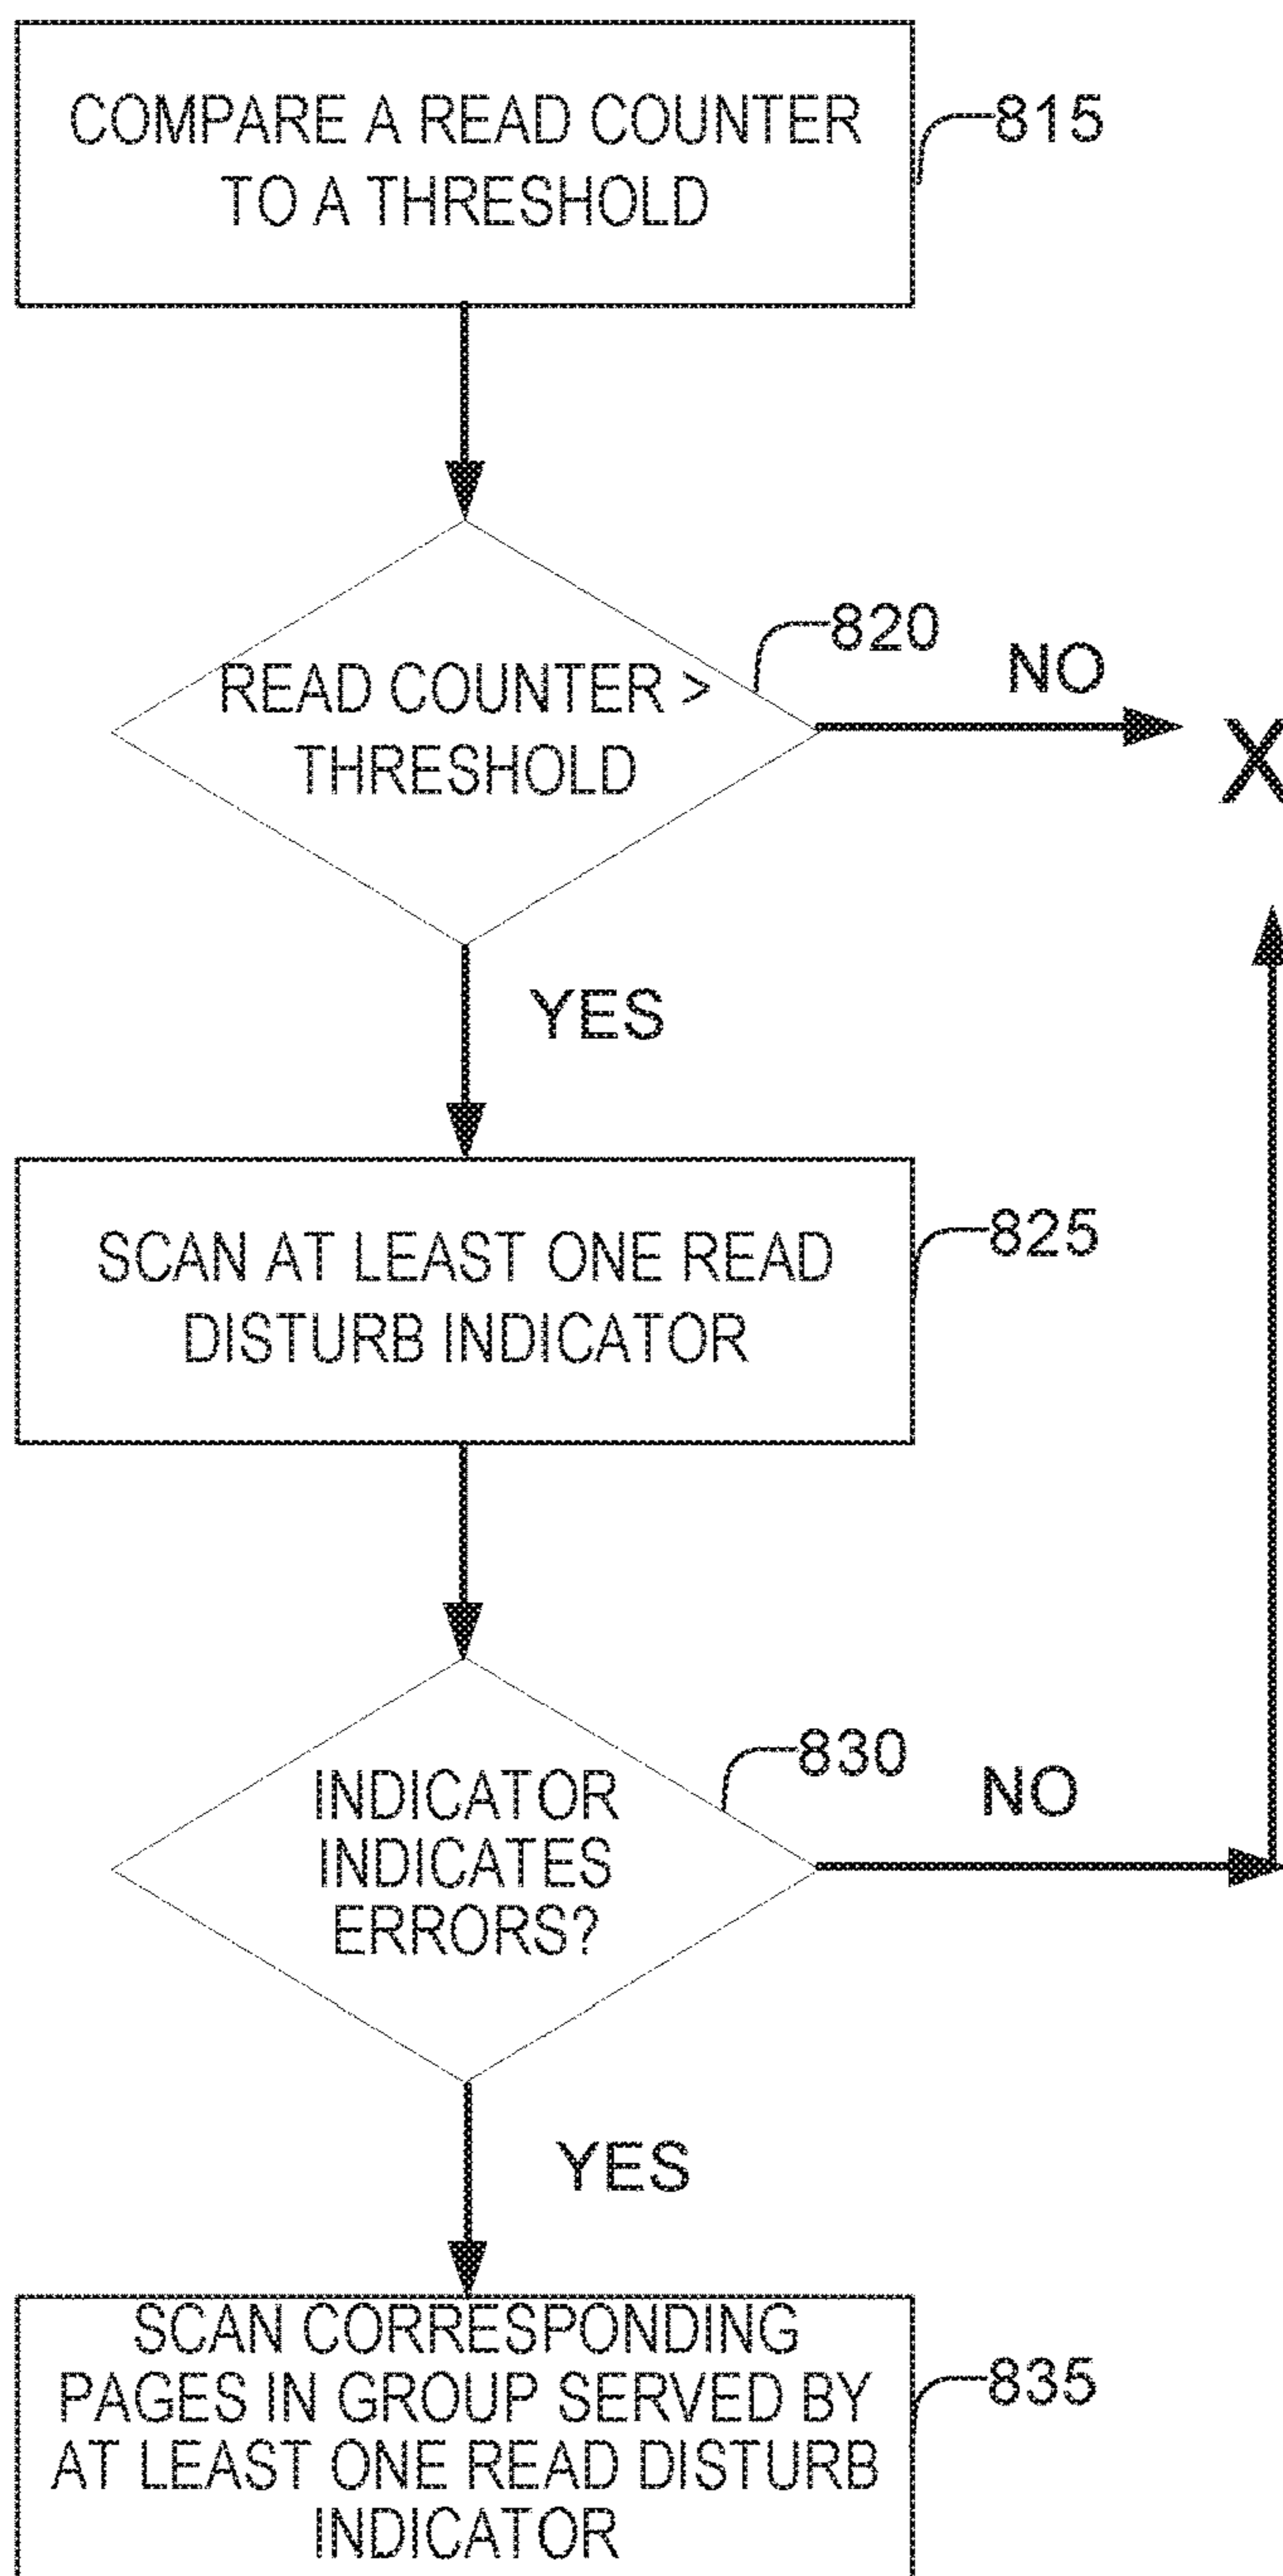 COMPARE A READ COUNTER
TO A THRESHOLD
815
820
READ COUNTER >
THRESHOLD
NO
X
YES
825
SCAN AT LEAST ONE READ
DISTURB INDICATOR
830
INDICATOR
INDICATES
ERRORS?
NO
YES
SCAN CORRESPONDING
PAGES IN GROUP SERVED BY
AT LEAST ONE READ DISTURB
INDICATOR
835